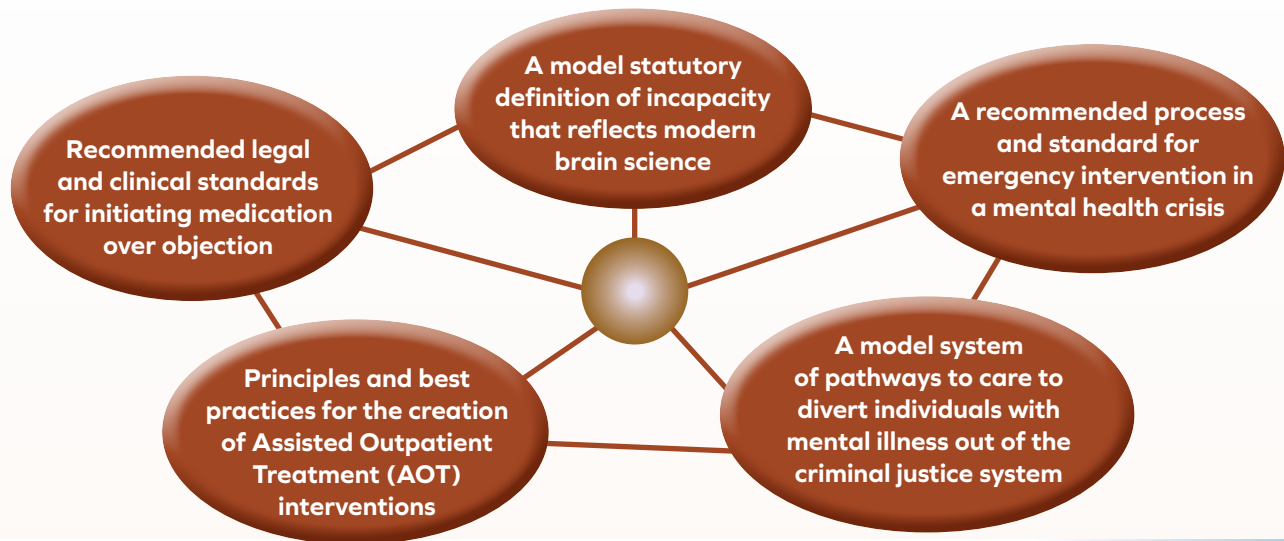 A model statutory
definition of incapacity
that reflects modern
brain science
A recommended process
and standard for
emergency intervention in
a mental health crisis
Recommended legal
and clinical standards
for initiating medication
over objection
A model system
of pathways to care to
divert individuals with
mental illness out of the
criminal justice system
Principles and best
practices for the creation
of Assisted Outpatient
Treatment (AOT)
interventions